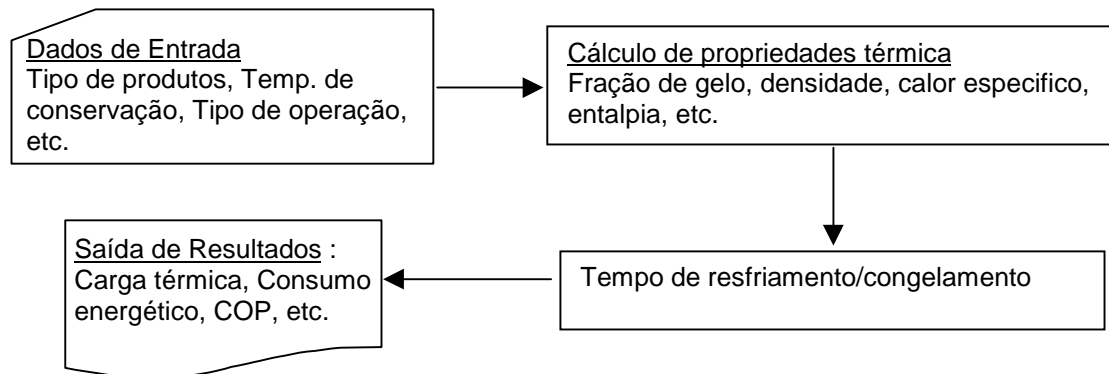 Dados de Entrada
Tipo de produtos, Temp. de
conservação, Tipo de operação,
etc.
Cálculo de propriedades térmica
Fração de gelo, densidade, calor especifico,
entalpia, etc.
Saída de Resultados :
Carga térmica, Consumo
energético, COP, etc.
Tempo de resfriamento/congelamento